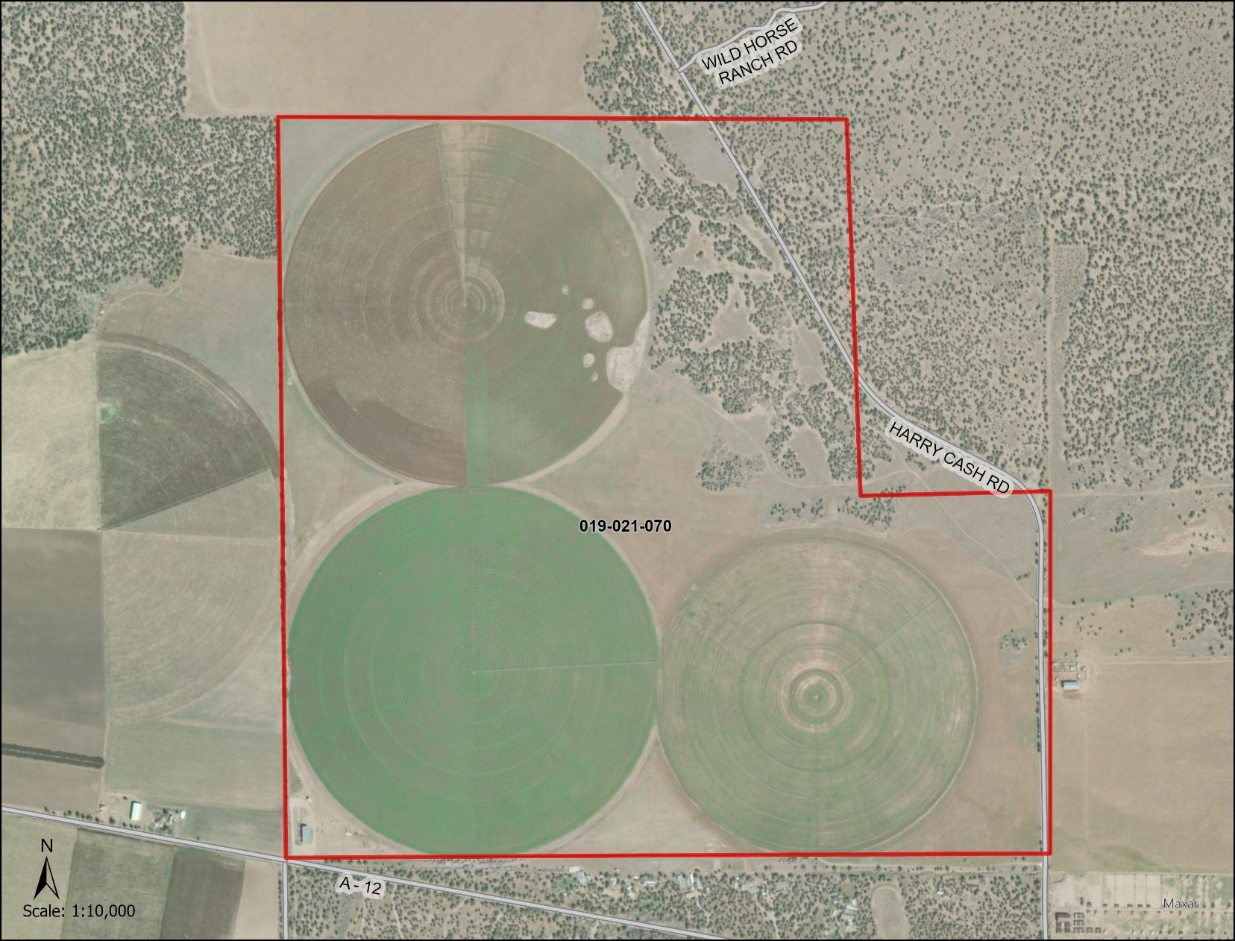 WILD HORSE
RANCH RD
HARRY CASH RD
019-021-070
N
A - 12
Scale: 1:10,000
Maxar